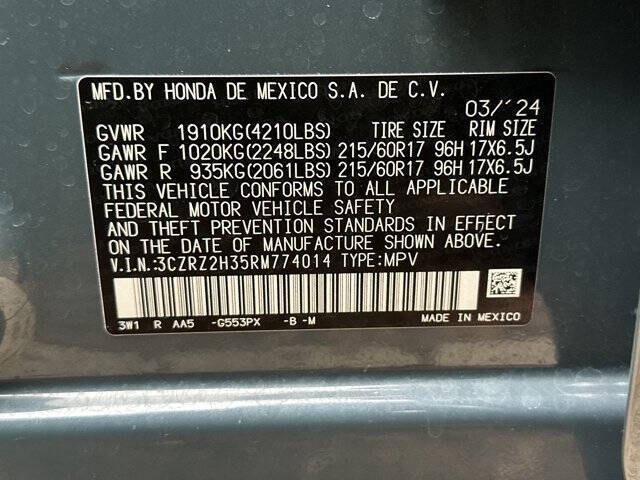 MFD.BY HONDA DE MEXICO S.A. DE C.V.
03/'24
GVWR 1910KG(4210LBS) TIRE SIZE RIM SIZE
GAWR F 1020KG(2248LBS) 215/60R17 96H 17X6.5J
GAWR R 935KG(2061LBS) 215/60R17 96H 17X6.5J
THIS VEHICLE CONFORMS TO ALL APPLICABLE
FEDERAL MOTOR VEHICLE SAFETY
AND THEFT PREVENTION STANDARDS IN EFFECT
ON THE DATE OF MANUFACTURE SHOWN ABOVE.
V.I.N.:3CZRZ2H35RM774014 TYPE:MPV
3W1 R AA5 -G553PX -B -M MADE IN MEXICO